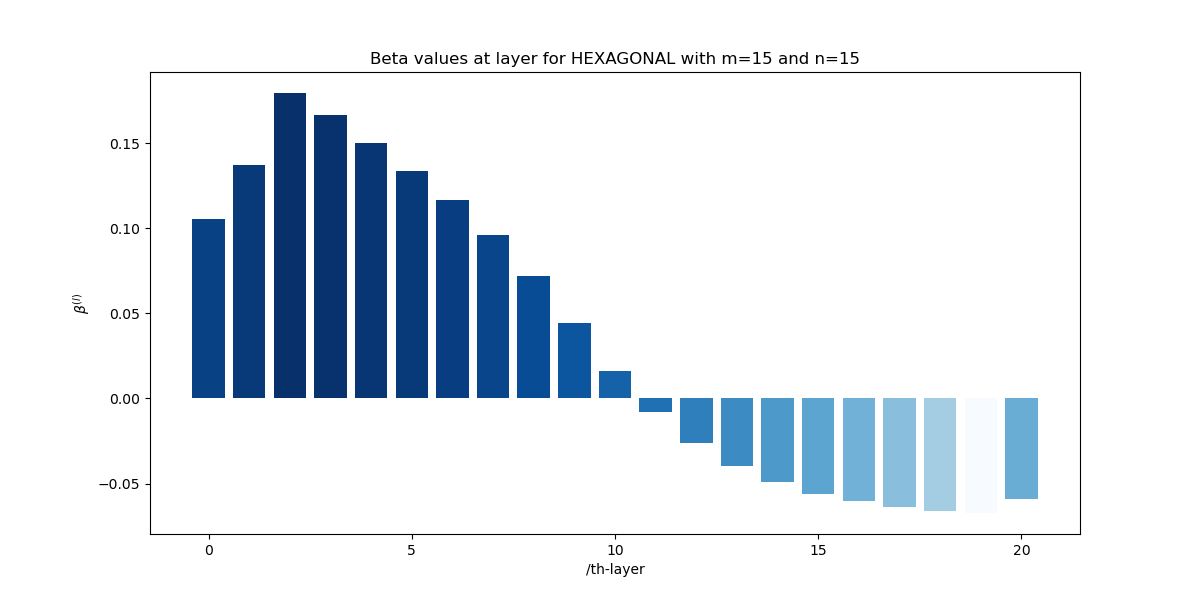 Beta values at layer for HEXAGONAL with m=15 and n=15
0.15
0.10
0.05
0.00
−0.05
β^(l)
0 5 10 15 20
/th-layer